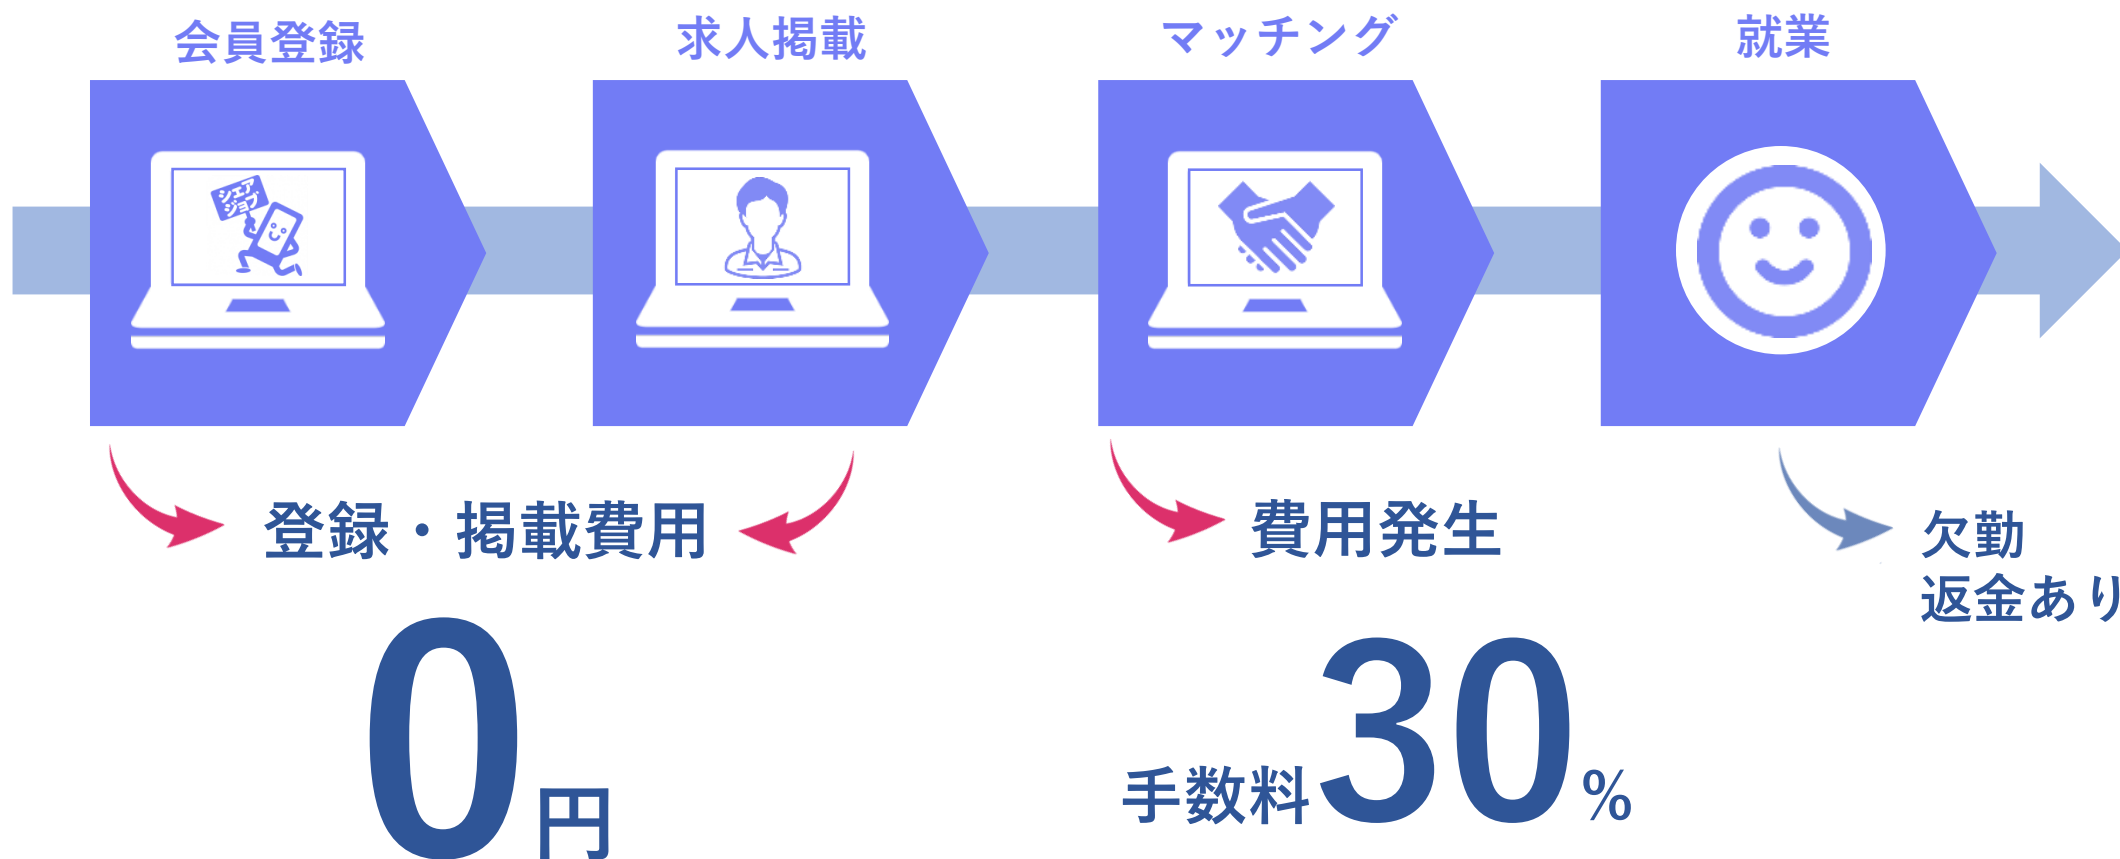 会員登録
求人掲載
マッチング
就業
シェア
ジョブ
登録・掲載費用
0円
費用発生
手数料30%
欠勤
返金あり